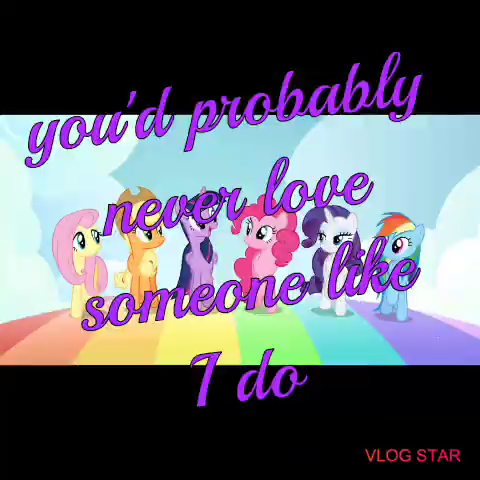 you'd probably
never love
someone like
I do
VLOG STAR